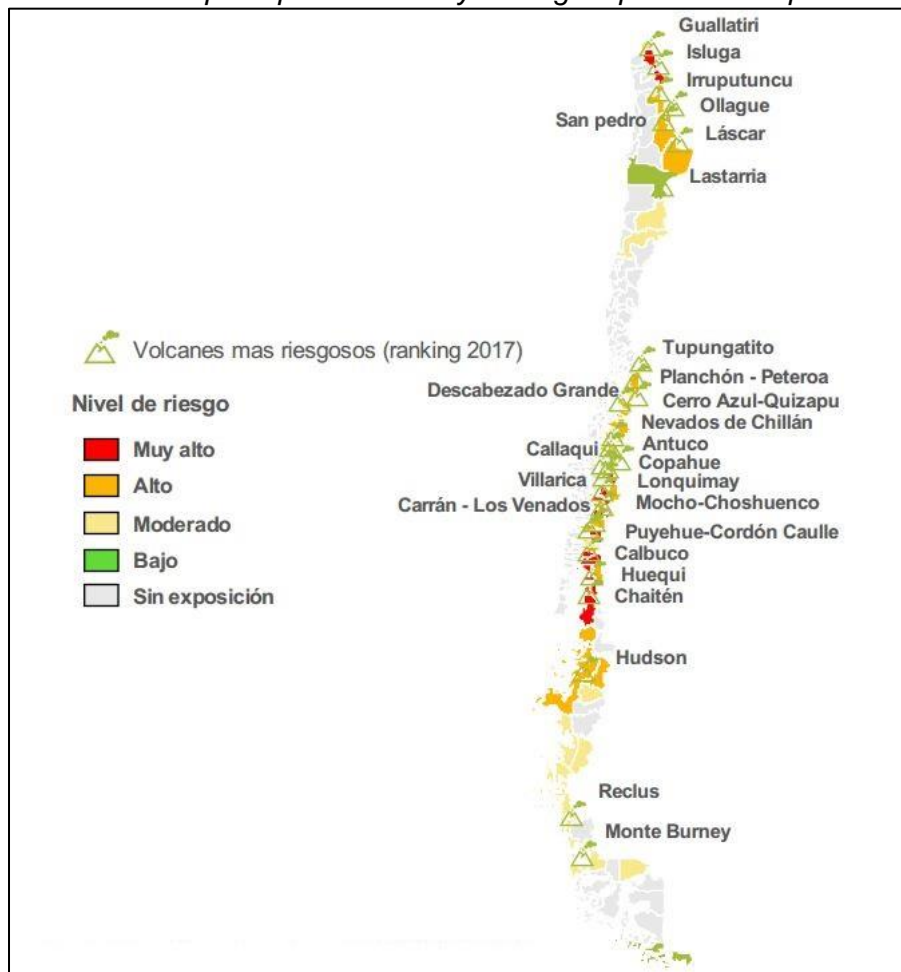 Guallatiri
Isluga
Irruputuncu
Ollague
San pedro
Láscar
Lastarria
Volcanes mas riesgosos (ranking 2017)
Tupungatito
Planchón - Peteroa
Descabezado Grande
Cerro Azul-Quizapu
Nivel de riesgo
Nevados de Chillán
Muy alto
Antuco
Callaqui
Copahue
Alto
Villarica
Lonquimay
Carrán - Los Venados
Mocho-Choshuenco
Moderado
Puyehue-Cordón Caulle
Bajo
Calbuco
Huequi
Sin exposición
Chaitén
Hudson
Reclus
Monte Burney